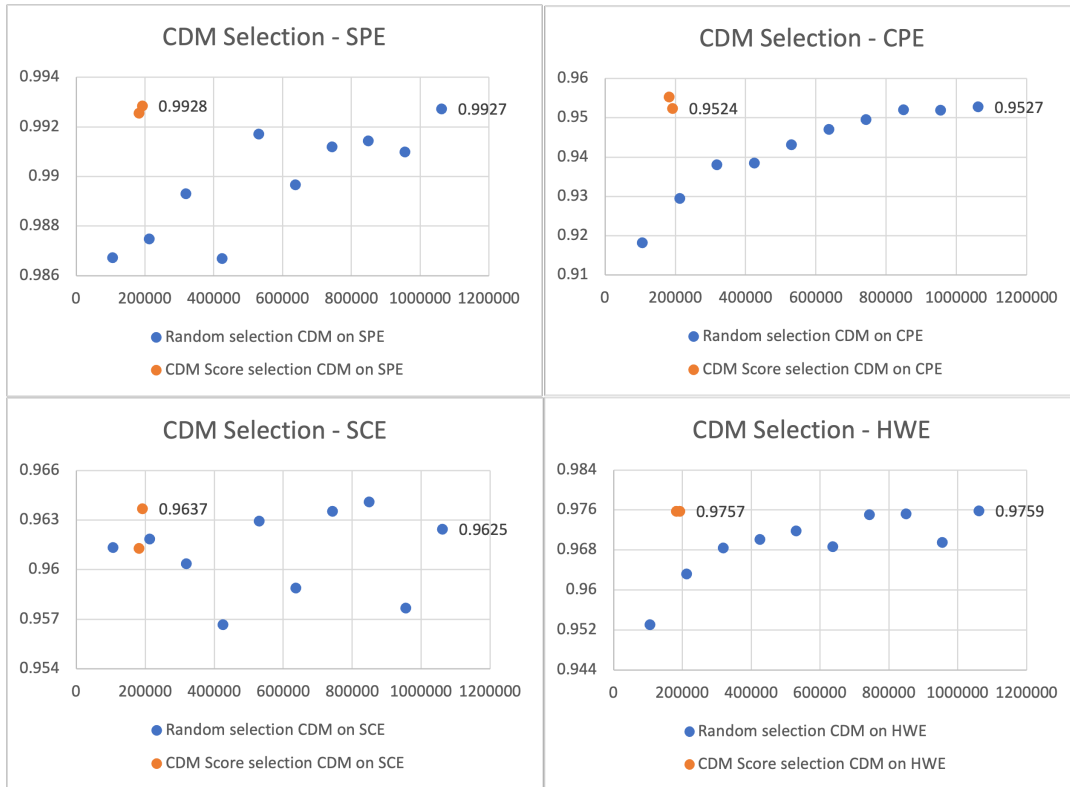 CDM Selection - SPE
0.994
0.992
0.99
0.988
0.986
0.9928
0.9927
0 200000 400000 600000 800000 1000000 1200000
Random selection CDM on SPE
CDM Score selection CDM on SPE
CDM Selection - CPE
0.96
0.95
0.94
0.93
0.92
0.91
0.9524
0.9527
0 200000 400000 600000 800000 1000000 1200000
Random selection CDM on CPE
CDM Score selection CDM on CPE
CDM Selection - SCE
0.966
0.963
0.96
0.957
0.954
0.9637
0.9625
0 200000 400000 600000 800000 1000000 1200000
Random selection CDM on SCE
CDM Score selection CDM on SCE
CDM Selection - HWE
0.984
0.976
0.968
0.96
0.952
0.944
0.9757
0.9759
0 200000 400000 600000 800000 1000000 1200000
Random selection CDM on HWE
CDM Score selection CDM on HWE